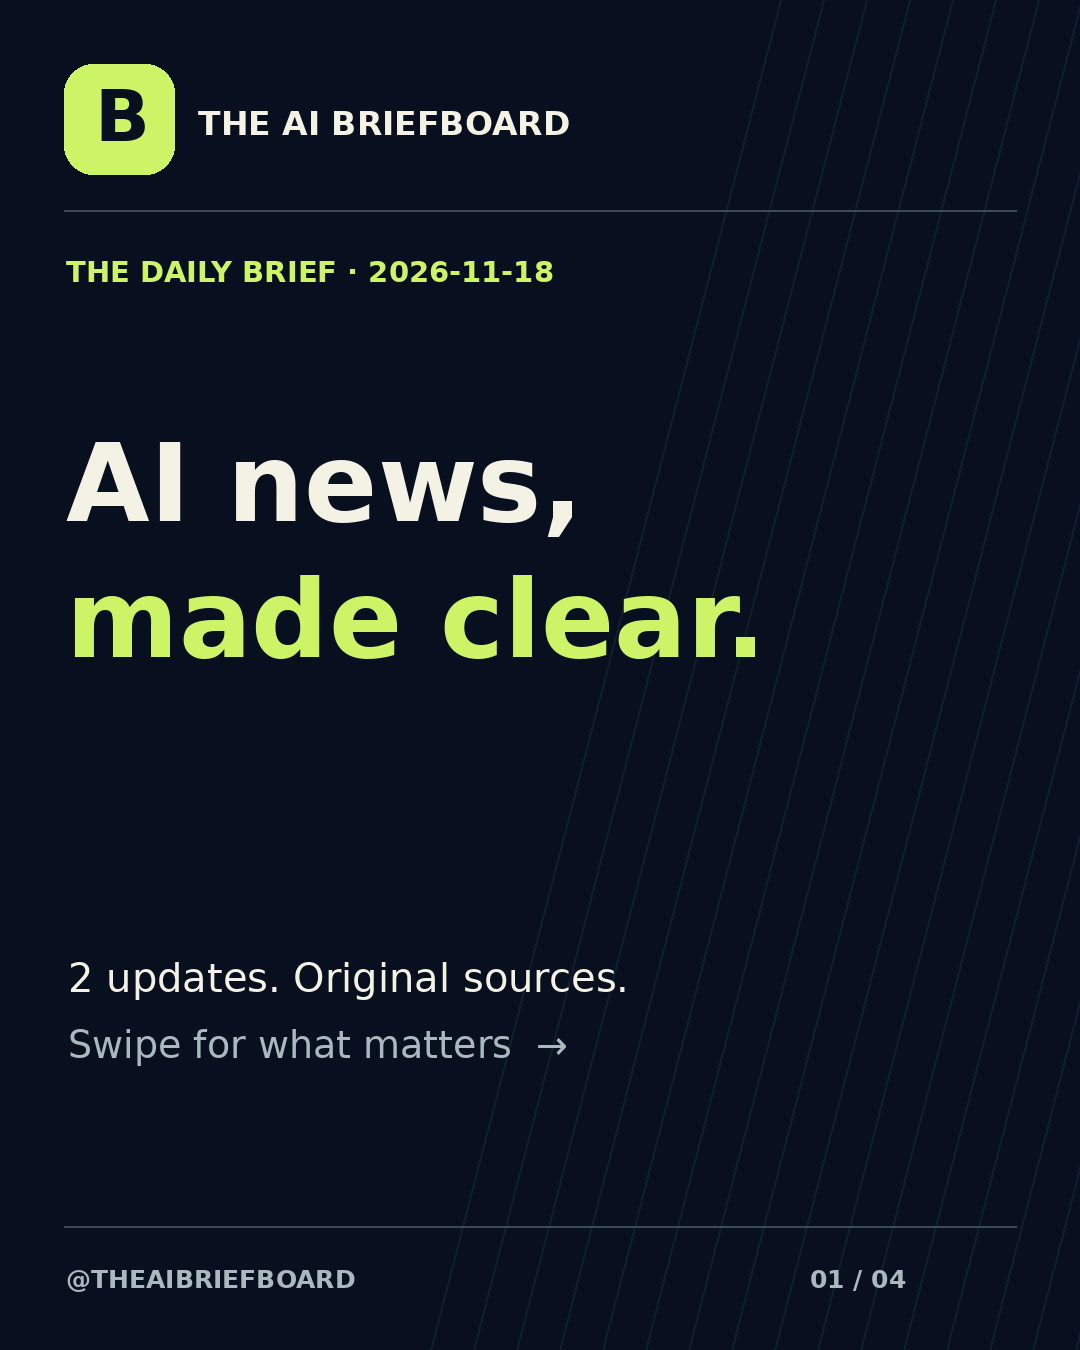 B
THE AI BRIEFBOARD
THE DAILY BRIEF · 2026-11-18
AI news,
made clear.
2 updates. Original sources.
Swipe for what matters →
@THEAIBRIEFBOARD
01 / 04